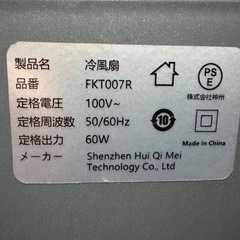 製品名 冷風扇
品番 FKT007R
定格電圧 100V~
定格周波数 50/60Hz
定格出力 60W
メーカー Shenzhen Hui Qi Mei
Technology Co., Ltd
PS
E
株式会社神州
10
Made in China